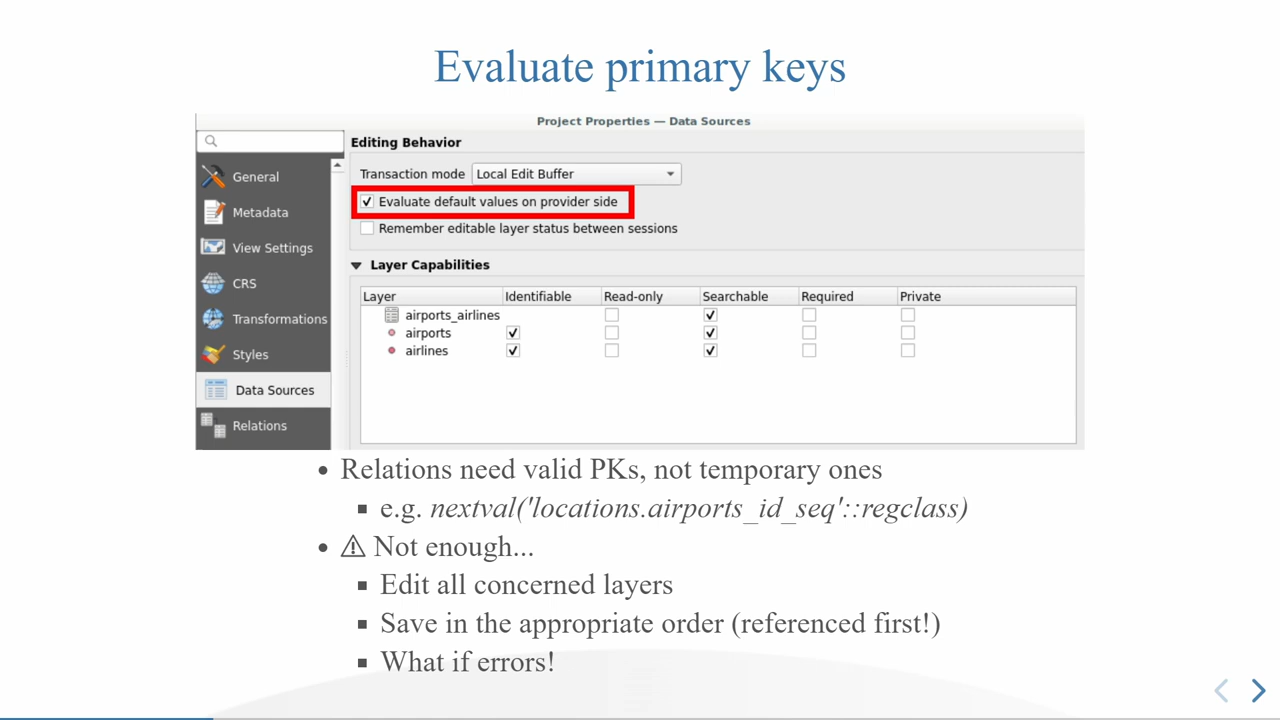 Evaluate primary keys
Project Properties — Data Sources
General
Metadata
View Settings
CRS
Transformations
Styles
Data Sources
Relations
Editing Behavior
Transaction mode Local Edit Buffer
Evaluate default values on provider side
Remember editable layer status between sessions
Layer Capabilities
Layer Identifiable Read-only Searchable Required Private
airports_airlines
airports
airlines
• Relations need valid PKs, not temporary ones
▪ e.g. nextval('locations.airports_id_seq'::regclass)
• ⚠ Not enough...
▪ Edit all concerned layers
▪ Save in the appropriate order (referenced first!)
▪ What if errors!